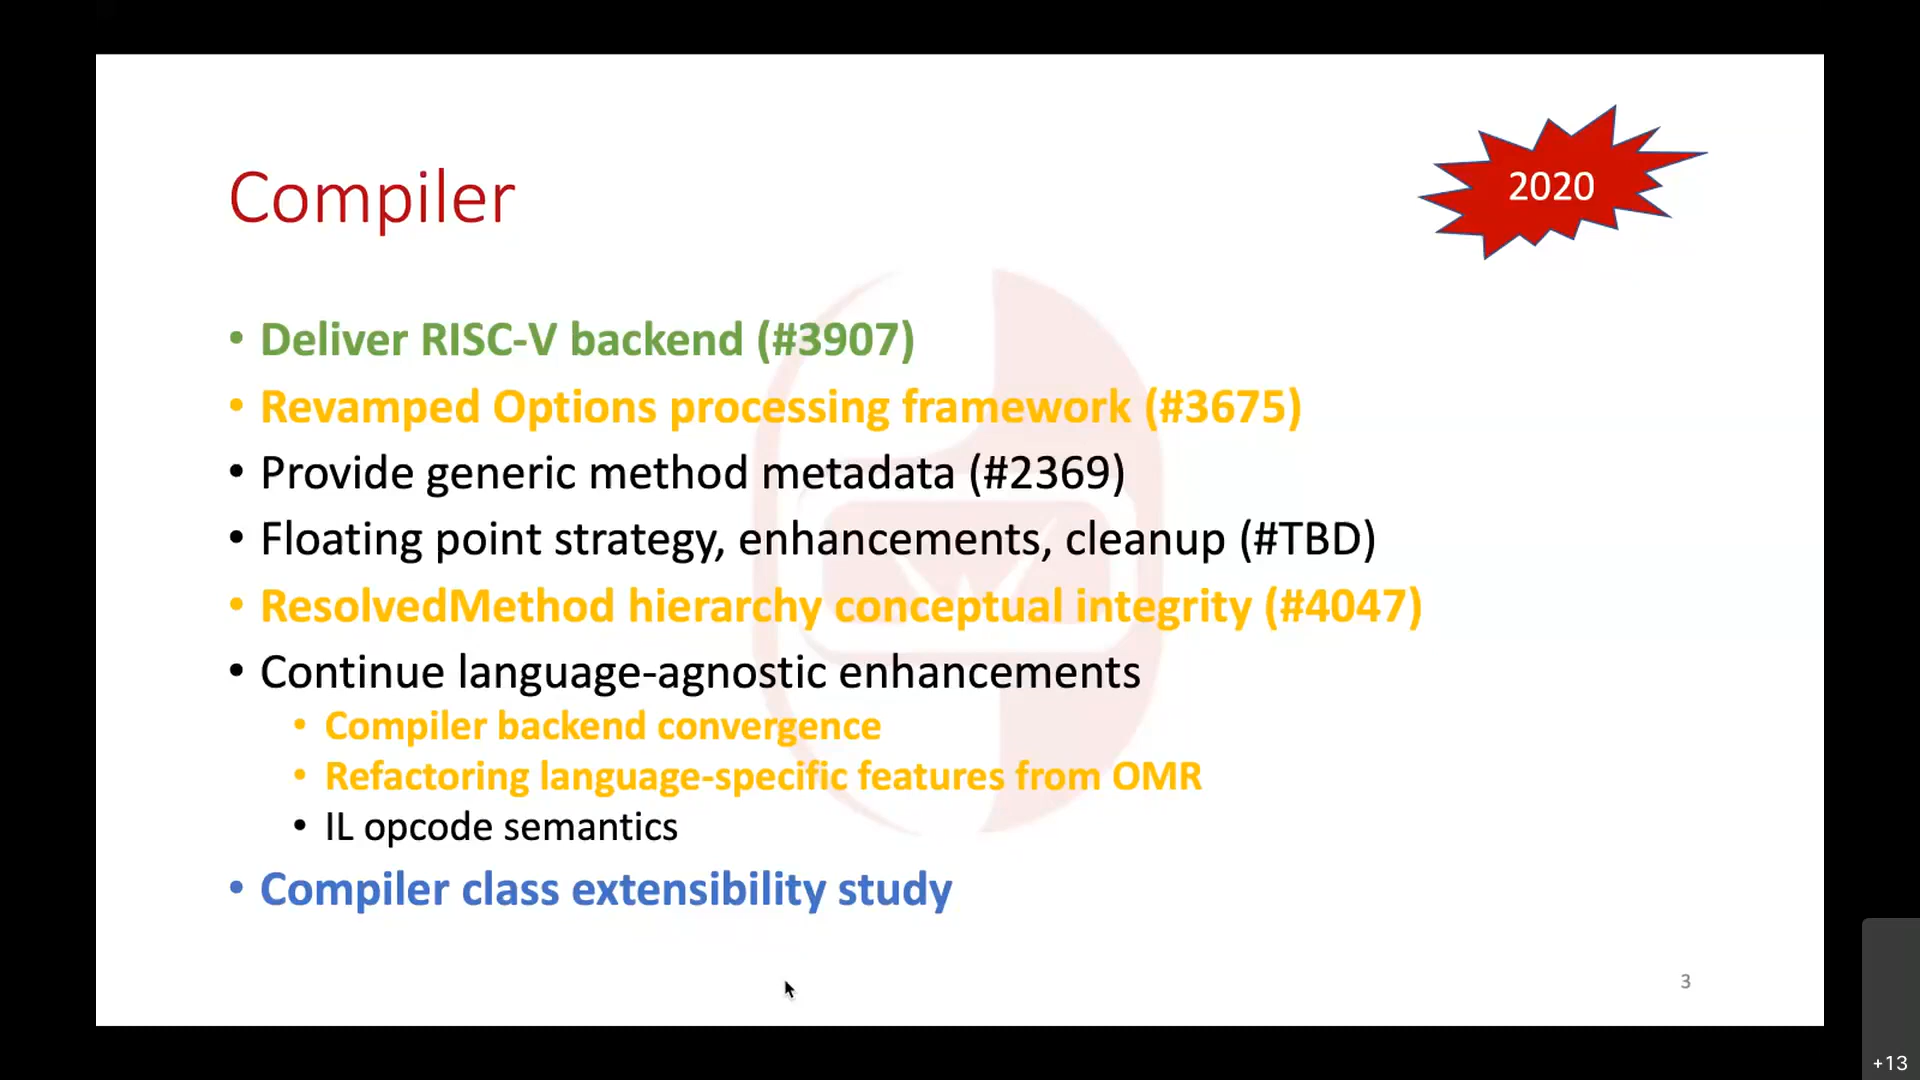 Compiler
2020
• Deliver RISC-V backend (#3907)
• Revamped Options processing framework (#3675)
• Provide generic method metadata (#2369)
• Floating point strategy, enhancements, cleanup (#TBD)
• ResolvedMethod hierarchy conceptual integrity (#4047)
• Continue language-agnostic enhancements
• Compiler backend convergence
• Refactoring language-specific features from OMR
• IL opcode semantics
• Compiler class extensibility study
3
+13